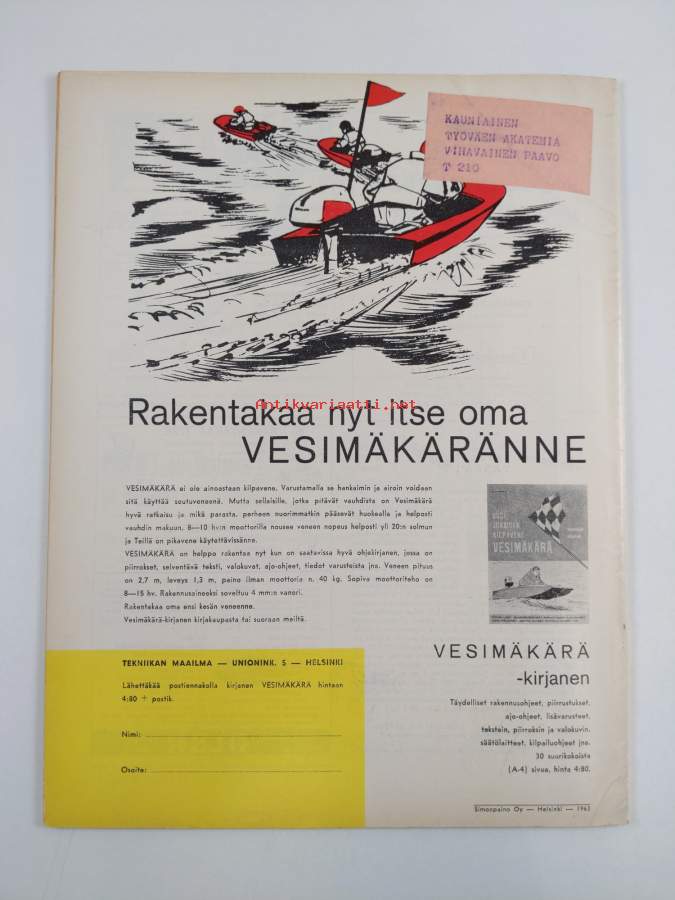 KAUNIAINEN
TYÖVÄEN AKATEMIA
VIHAVAINEN PAAVO
T 210
Antikvariaatti.net
Rakentakaa nyt itse oma
VESIMÄKÄRÄNNE
VESIMÄKÄRÄ ei ole ainoastaan kilpavene. Varustamalla se hankaimin ja airoin voidaan
sitä käyttää soutuveneenä. Mutta sellaisille, jotka pitävät vauhdista on Vesimäkärä
hyvä ratkaisu ja mikä parasta, perheen nuorimmatkin pääsevät huokealla ja helposti
vauhdin makuun. 8—10 hv:n moottorilla nousee veneen nopeus helposti yli 20:n solmun
ja Teillä on pikavene käytettävissänne.
VESIMÄKÄRÄ on helppo rakentaa nyt kun on saatavissa hyvä ohjekirjanen, jossa on
piirrokset, selventävä teksti, valokuvat, ajo-ohjeet, tiedot varusteista jne. Veneen pituus
on 2,7 m, leveys 1,3 m, paino ilman moottoria n. 40 kg. Sopiva moottoriteho on
8—15 hv. Rakennusaineeksi soveltuu 4 mm:n vaneri.
Rakentakaa oma ensi kesän veneenne.
Vesimäkärä-kirjanen kirjakaupasta tai suoraan meiltä.
JOKAISEN
KILPAVENE
VESIMÄKÄRÄ
VESIMÄKÄRÄ
-kirjanen
Täydelliset rakennusohjeet, piirrustukset,
ajo-ohjeet, lisävarusteet,
tekstein, piirroksin ja valokuvin,
säätölaitteet, kilpailuohjeet jne.
30 suurikokoista
(A-4) sivua, hinta 4:80.
TEKNIIKAN MAAILMA — UNIONINK. 5 — HELSINKI
Lähettäkää postiennakolla kirjanen VESIMÄKÄRÄ hintaan
4:80 + postik.
Nimi:
Osoite:
Simonpaino Oy — Helsinki — 1963